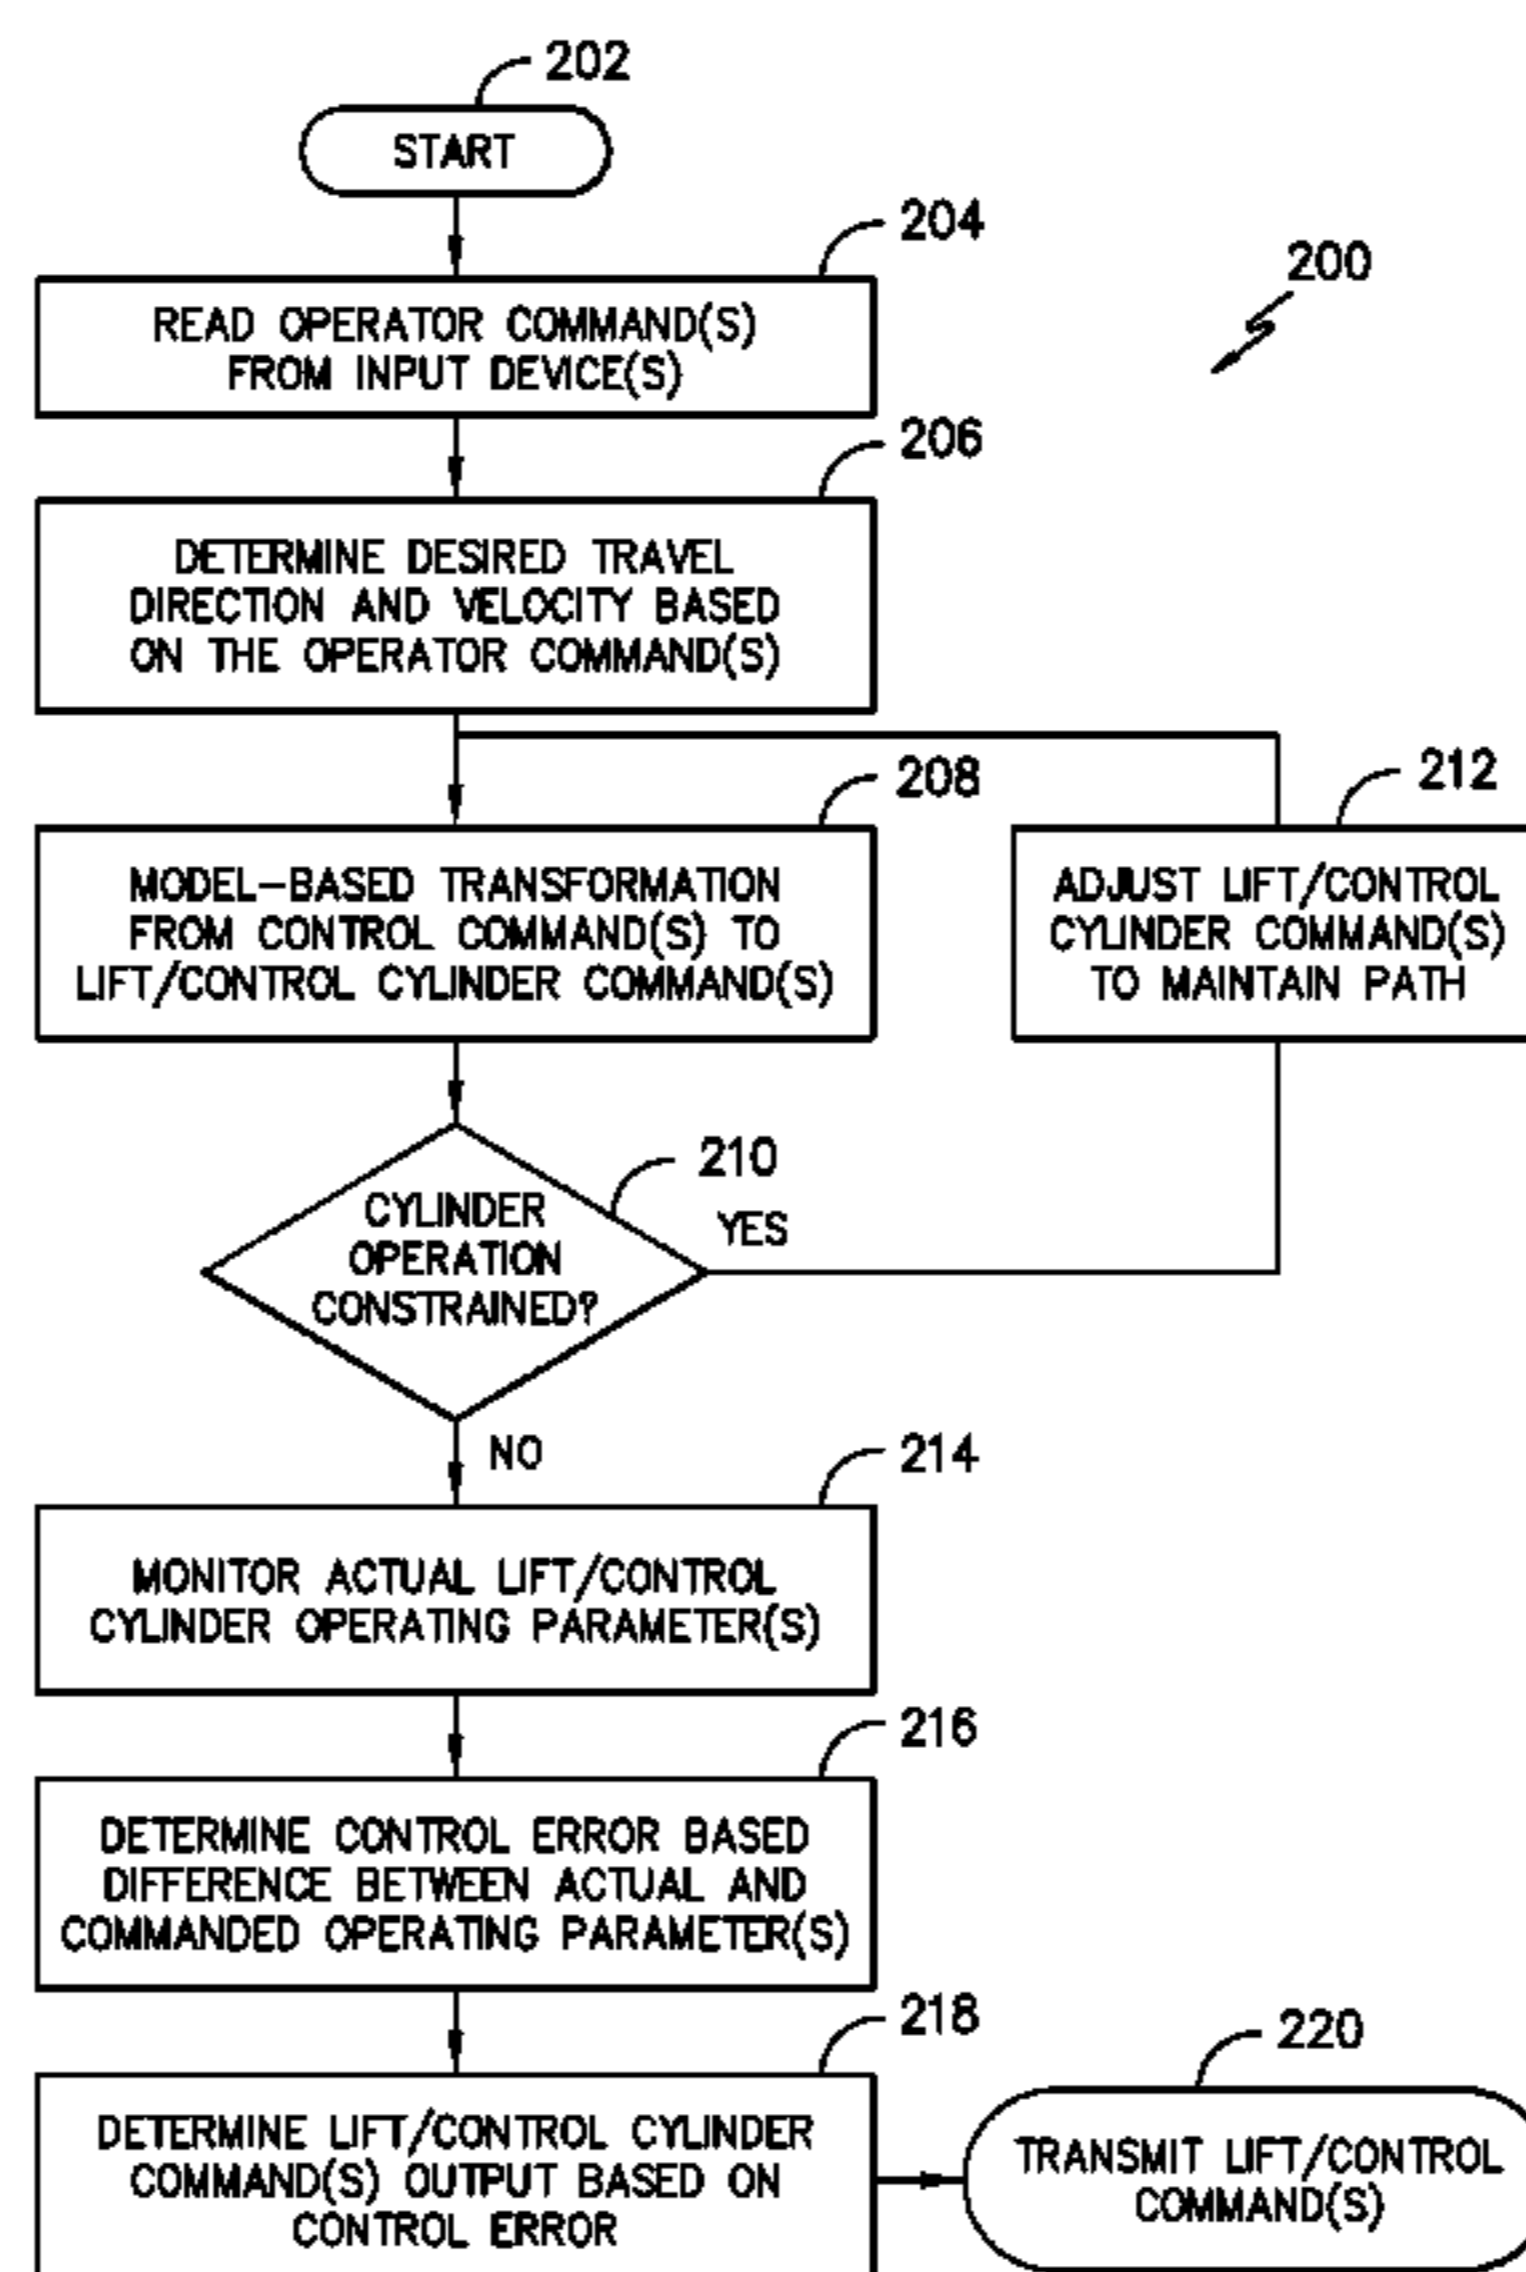 202
START
204
200
READ OPERATOR COMMAND(S)
FROM INPUT DEVICE(S)
206
DETERMINE DESIRED TRAVEL
DIRECTION AND VELOCITY BASED
ON THE OPERATOR COMMAND(S)
208
212
MODEL-BASED TRANSFORMATION
FROM CONTROL COMMAND(S) TO
LIFT/CONTROL CYLINDER COMMAND(S)
ADJUST LIFT/CONTROL
CYLINDER COMMAND(S)
TO MAINTAIN PATH
210
CYLINDER
OPERATION
CONSTRAINED?
YES
NO
214
MONITOR ACTUAL LIFT/CONTROL
CYLINDER OPERATING PARAMETER(S)
216
DETERMINE CONTROL ERROR BASED
DIFFERENCE BETWEEN ACTUAL AND
COMMANDED OPERATING PARAMETER(S)
218
220
DETERMINE LIFT/CONTROL CYLINDER
COMMAND(S) OUTPUT BASED ON
CONTROL ERROR
TRANSMIT LIFT/CONTROL
COMMAND(S)